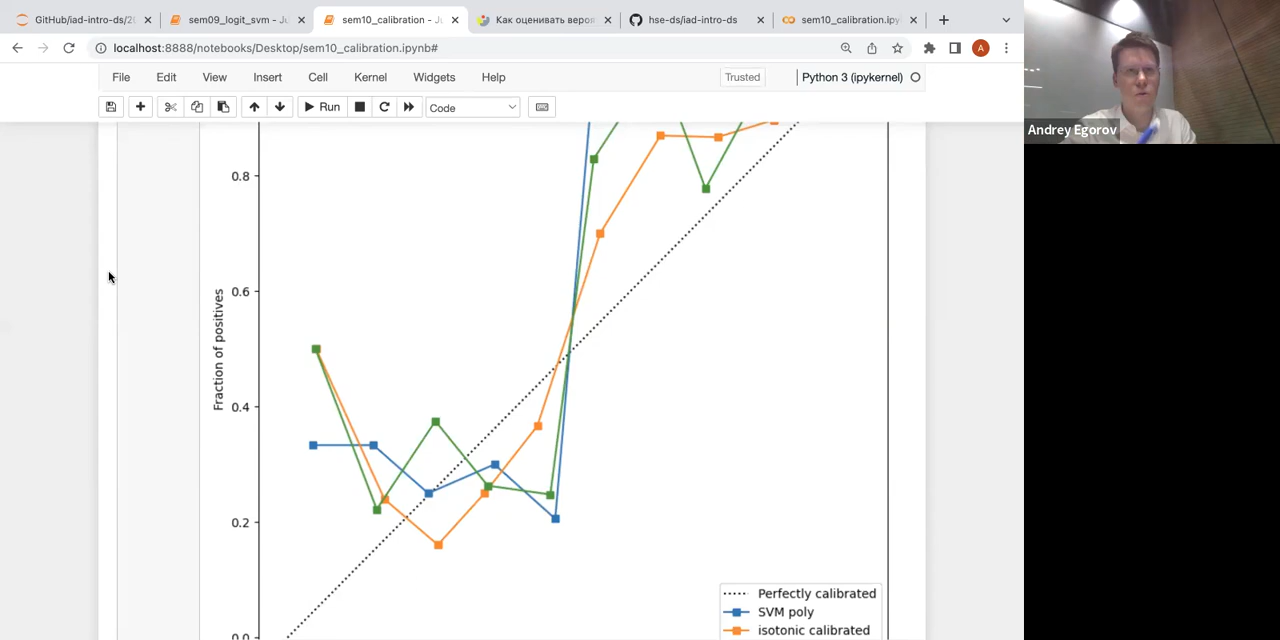 GitHub/iad-intro-ds/2(
sem09_logit_svm - Ju
sem10_calibration - Ju
Как оценивать вероя
hse-ds/iad-intro-ds
sem10_calibration.ipy
localhost:8888/notebooks/Desktop/sem10_calibration.ipynb#
A
File Edit View Insert Cell Kernel Widgets Help
Trusted
Python 3 (ipykernel)
Run
Code
Andrey Egorov
0.8
0.6
0.4
0.2
0.0
Fraction of positives
Perfectly calibrated
SVM poly
isotonic calibrated